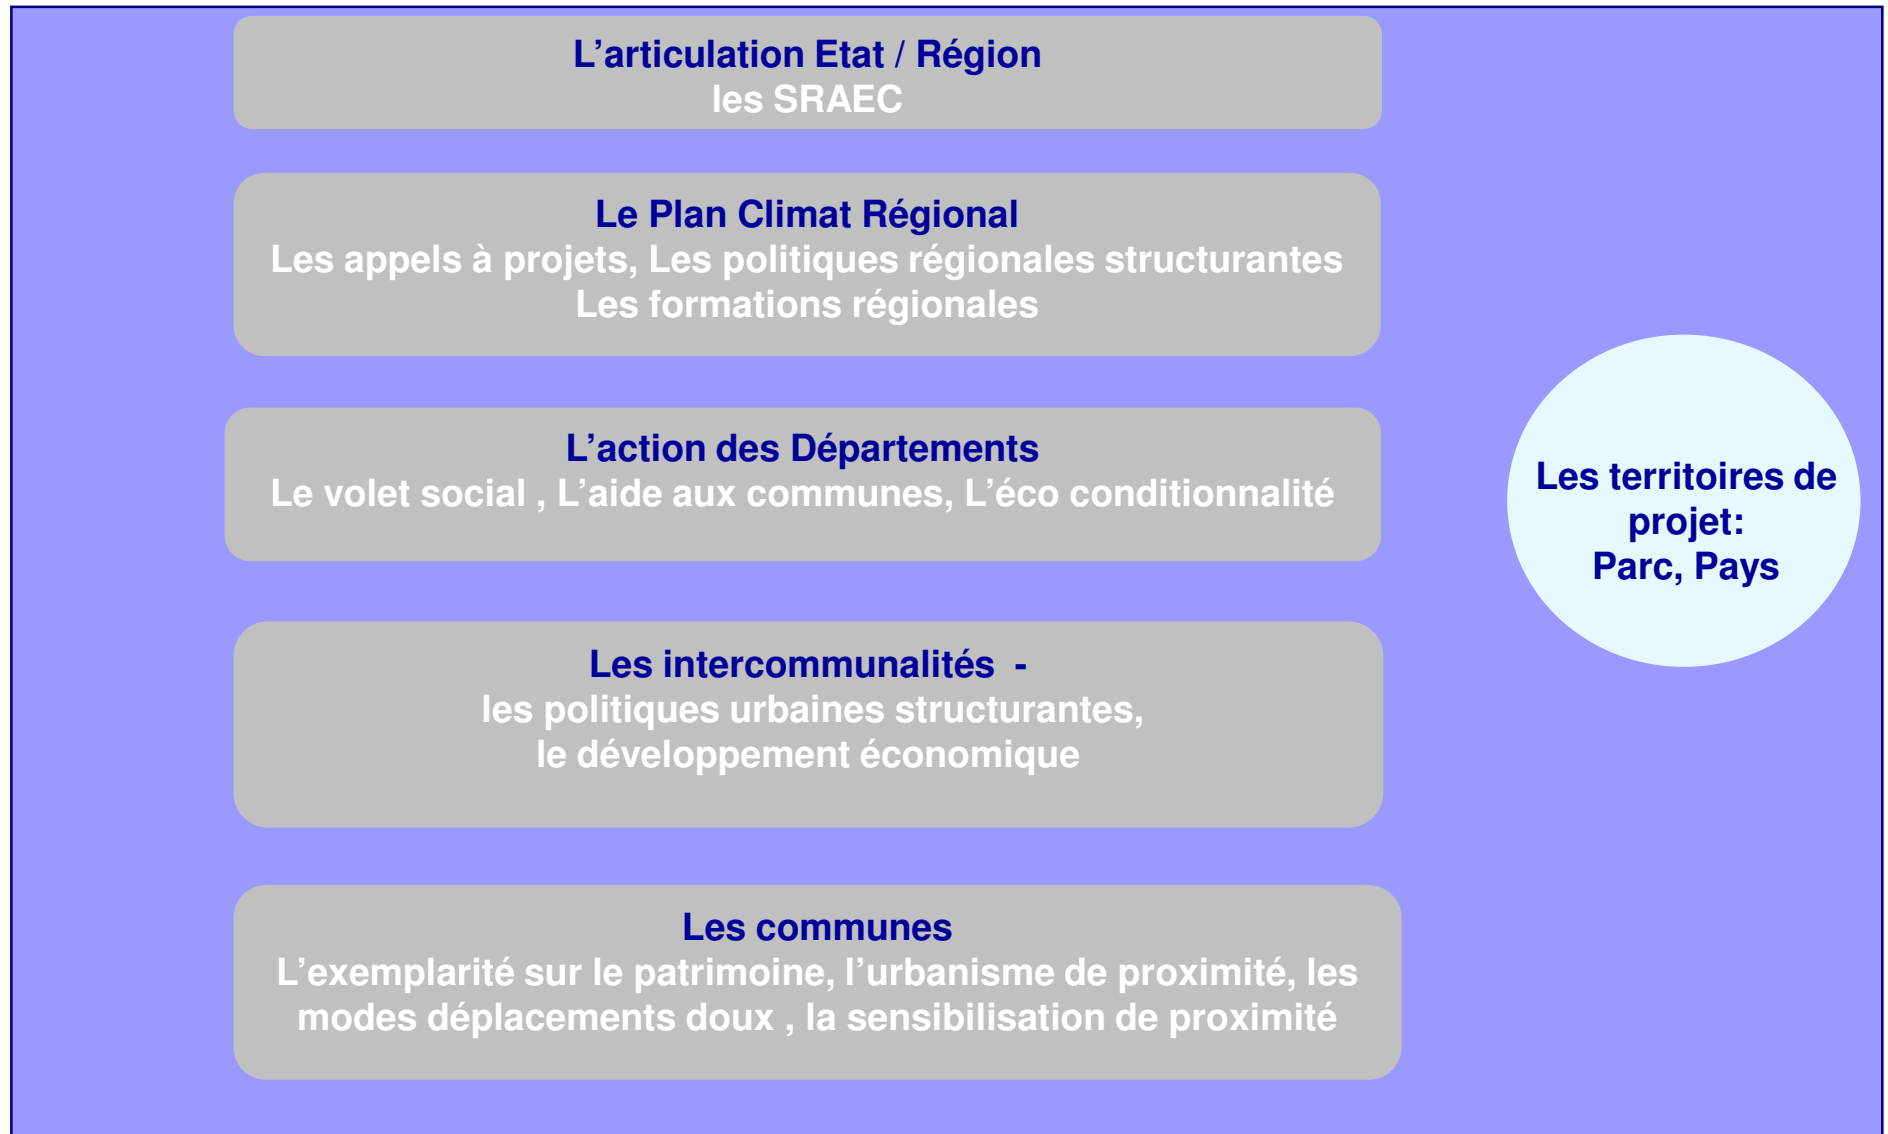 L’articulation Etat / Région
les SRAEC
Le Plan Climat Régional
Les appels à projets, Les politiques régionales structurantes
Les formations régionales
L’action des Départements
Le volet social , L’aide aux communes, L’éco conditionnalité
Les territoires de
projet:
Parc, Pays
Les intercommunalités  -
les politiques urbaines structurantes,
le développement économique
Les communes
L’exemplarité sur le patrimoine, l’urbanisme de proximité, les
modes déplacements doux , la sensibilisation de proximité